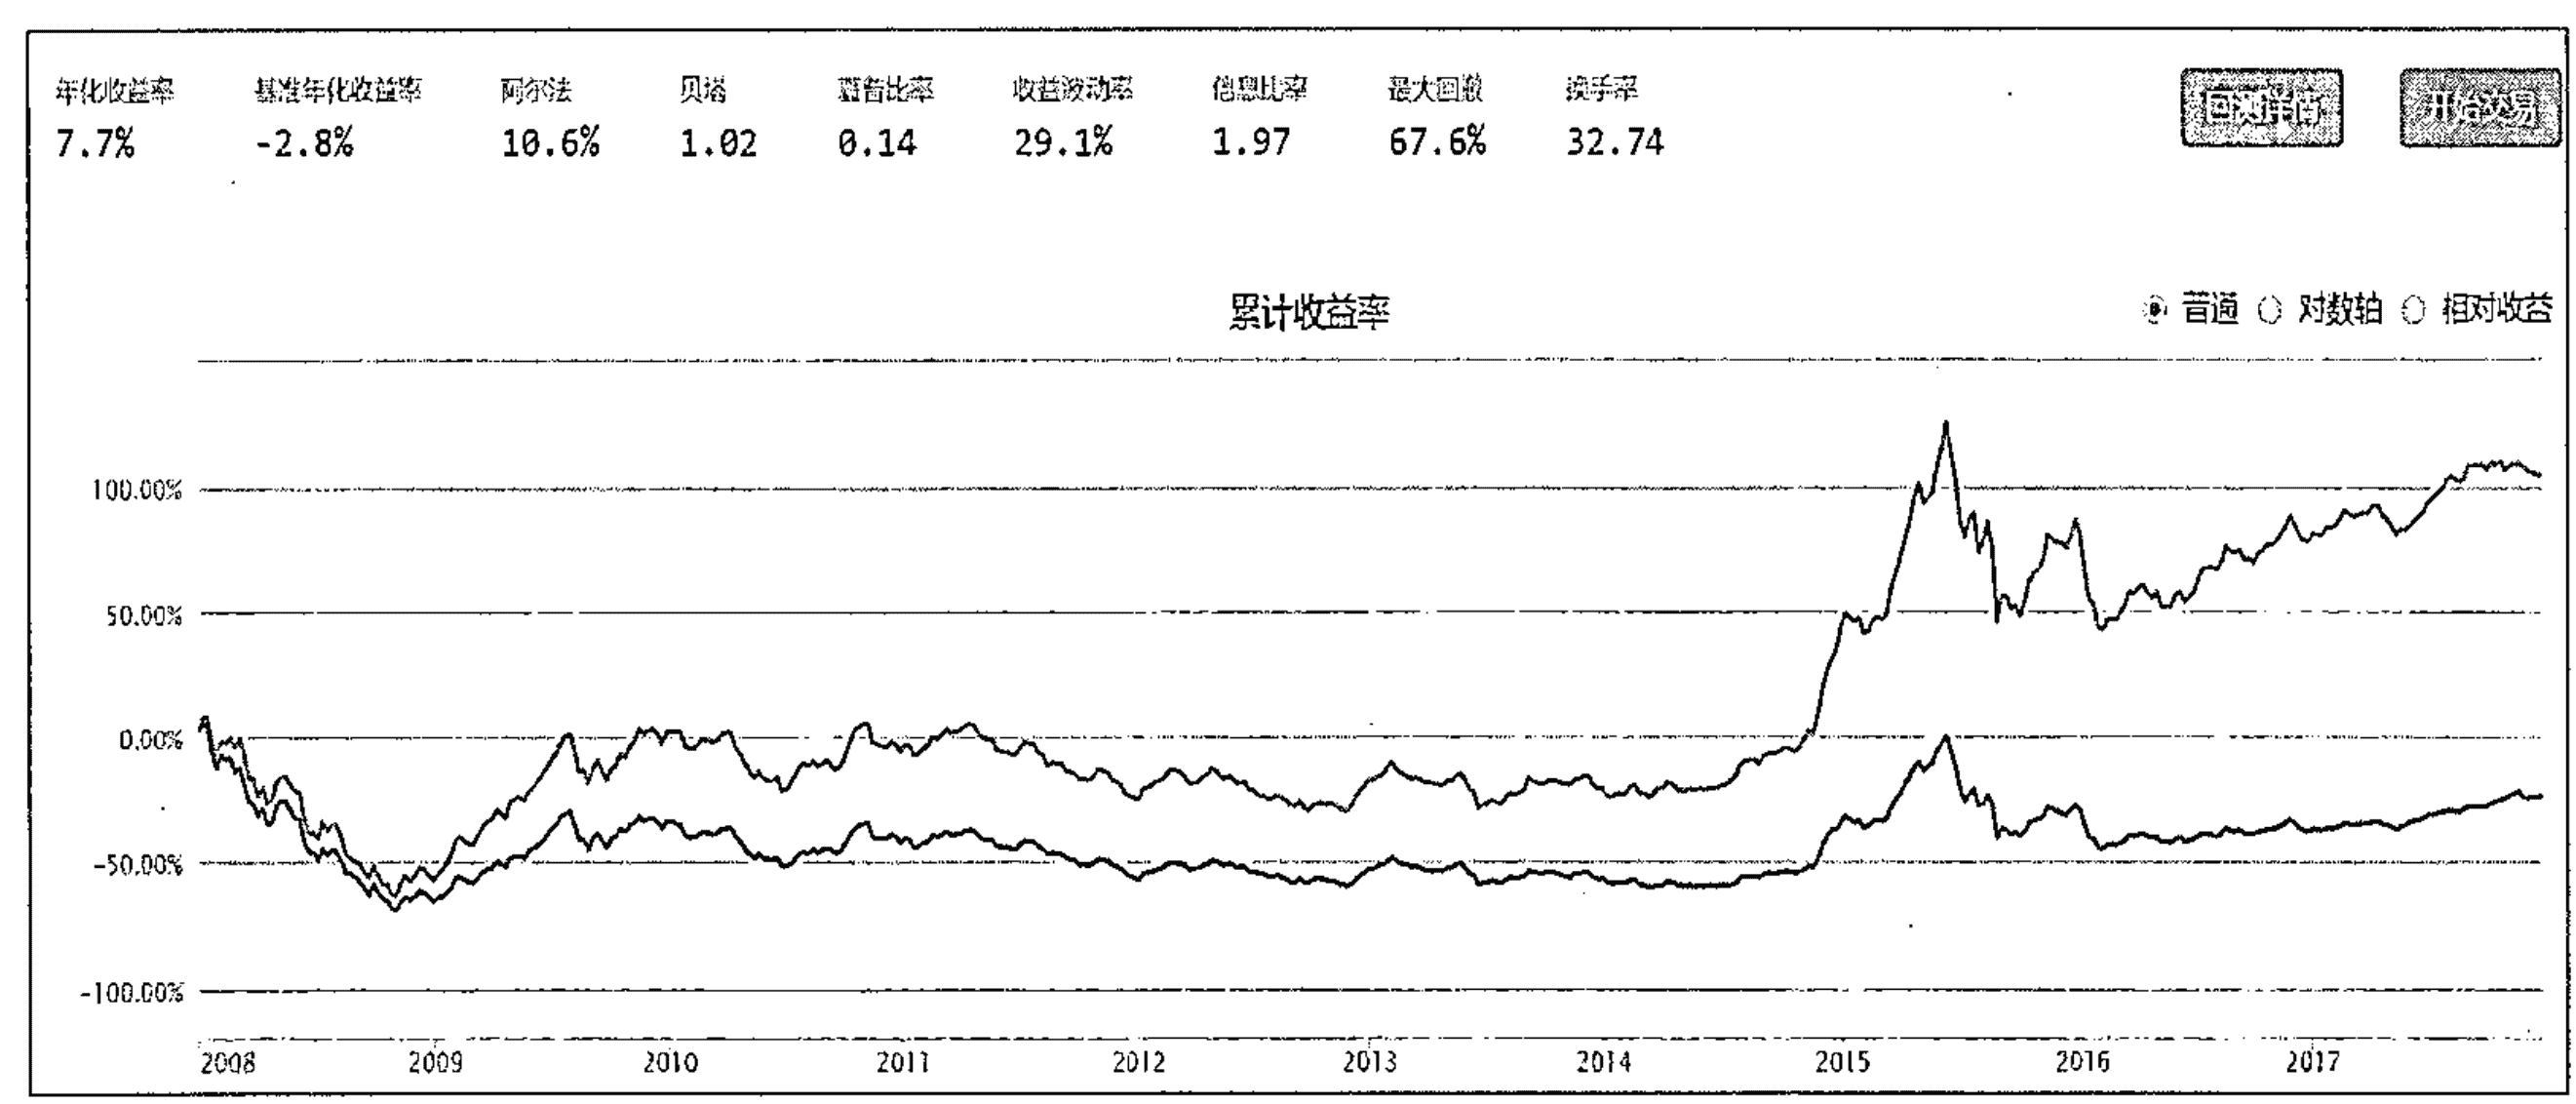 年化收益率 基准年化收益率 阿尔法 贝塔 夏普比率 收益波动率 信息比率 最大回撤 换手率
7.7% -2.8% 10.6% 1.02 0.14 29.1% 1.97 67.6% 32.74
回测详情 开始交易
累计收益率
普通 对数轴 相对收益
100.00%
50.00%
0.00%
-50.00%
-100.00%
2008 2009 2010 2011 2012 2013 2014 2015 2016 2017